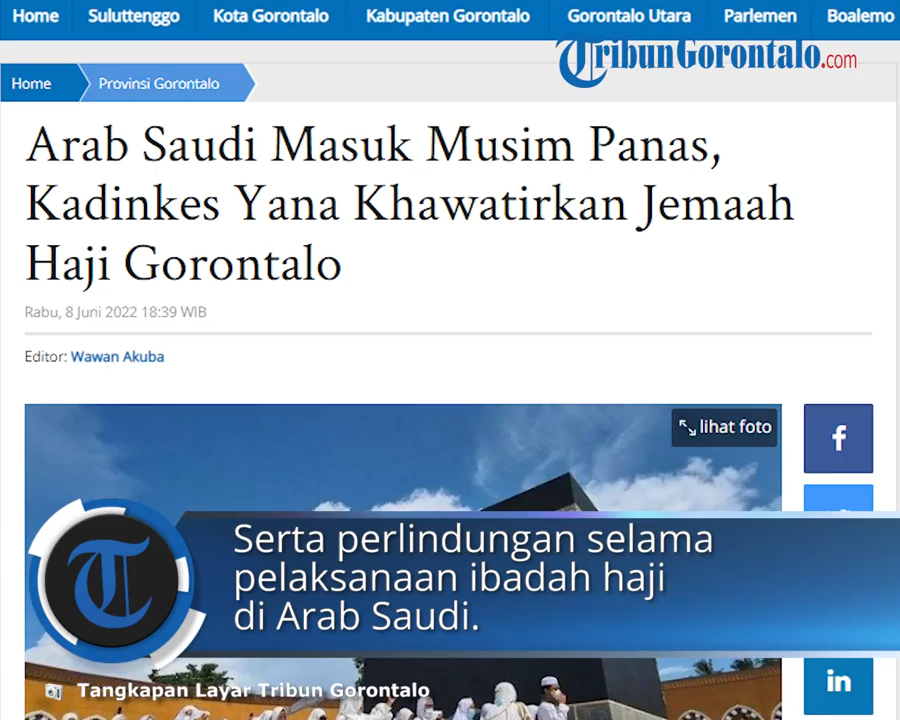 Home Suluttenggo Kota Gorontalo Kabupaten Gorontalo Gorontalo Utara Parlemen Boalemo
TribunGorontalo.com
Home Provinsi Gorontalo
Arab Saudi Masuk Musim Panas,
Kadinkes Yana Khawatirkan Jemaah
Haji Gorontalo
Rabu, 8 Juni 2022 18:39 WIB
Editor: Wawan Akuba
lihat foto
f
Serta perlindungan selama
pelaksanaan ibadah haji
di Arab Saudi.
T
in
Tangkapan Layar Tribun Gorontalo